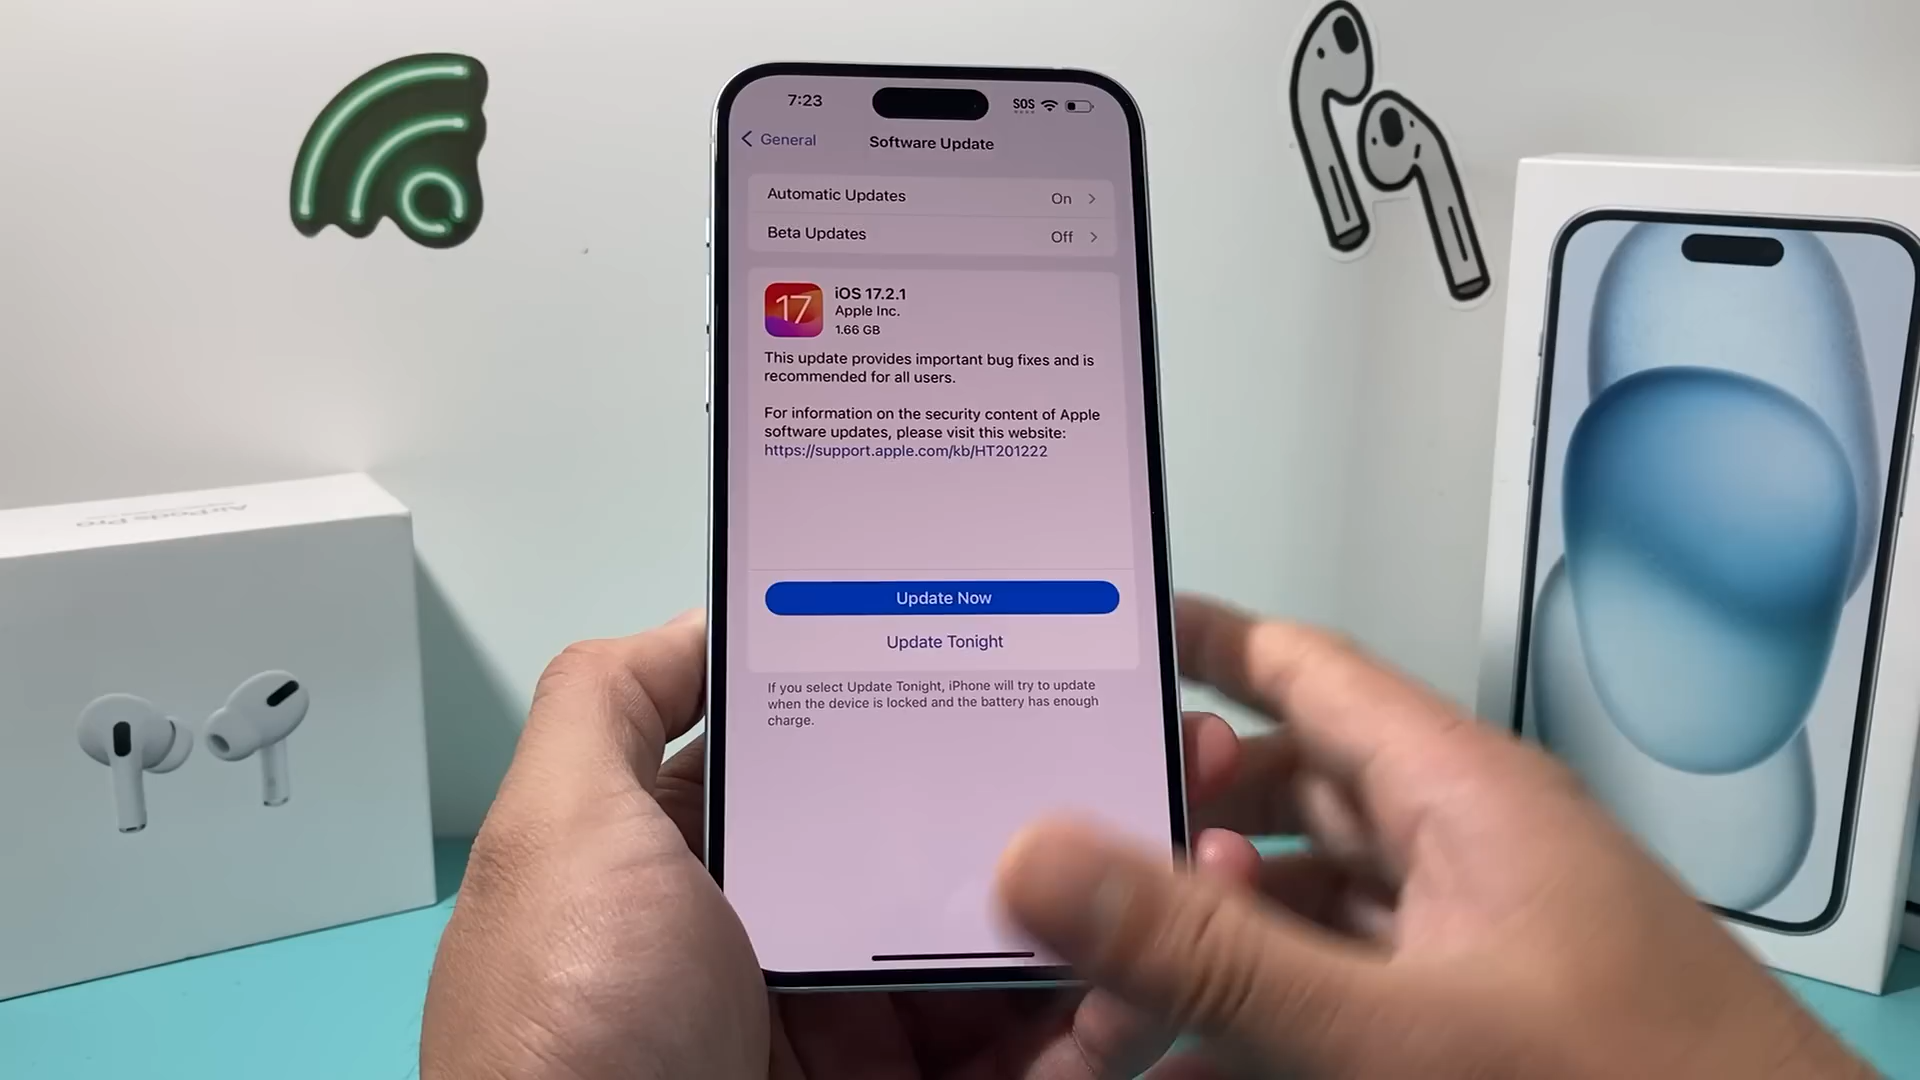 7:23
SOS
General
Software Update
Automatic Updates
On
Beta Updates
Off
17
iOS 17.2.1
Apple Inc.
1.66 GB
This update provides important bug fixes and is
recommended for all users.
For information on the security content of Apple
software updates, please visit this website:
https://support.apple.com/kb/HT201222
Update Now
Update Tonight
If you select Update Tonight, iPhone will try to update
when the device is locked and the battery has enough
charge.
AirPods Pro